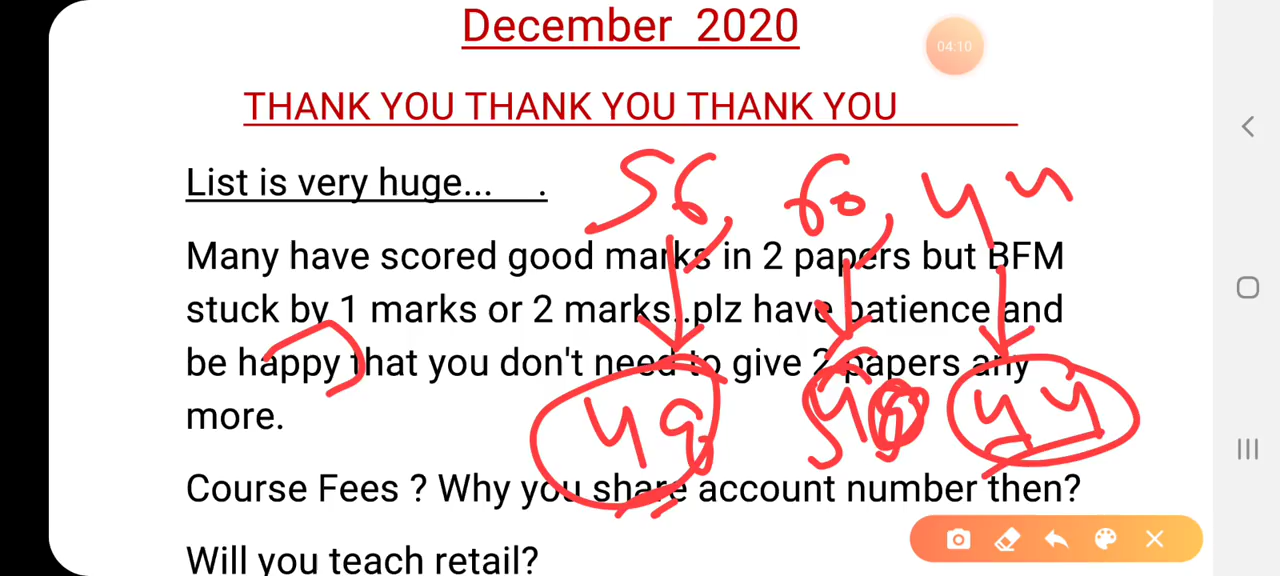 December 2020
04:10
THANK YOU THANK YOU THANK YOU
List is very huge... .
56, 60, 44
Many have scored good marks in 2 papers but BFM
stuck by 1 marks or 2 marks..plz have patience and
be happy that you don't need to give 2 papers any
more.
49 44
Course Fees ? Why you share account number then?
Will you teach retail?